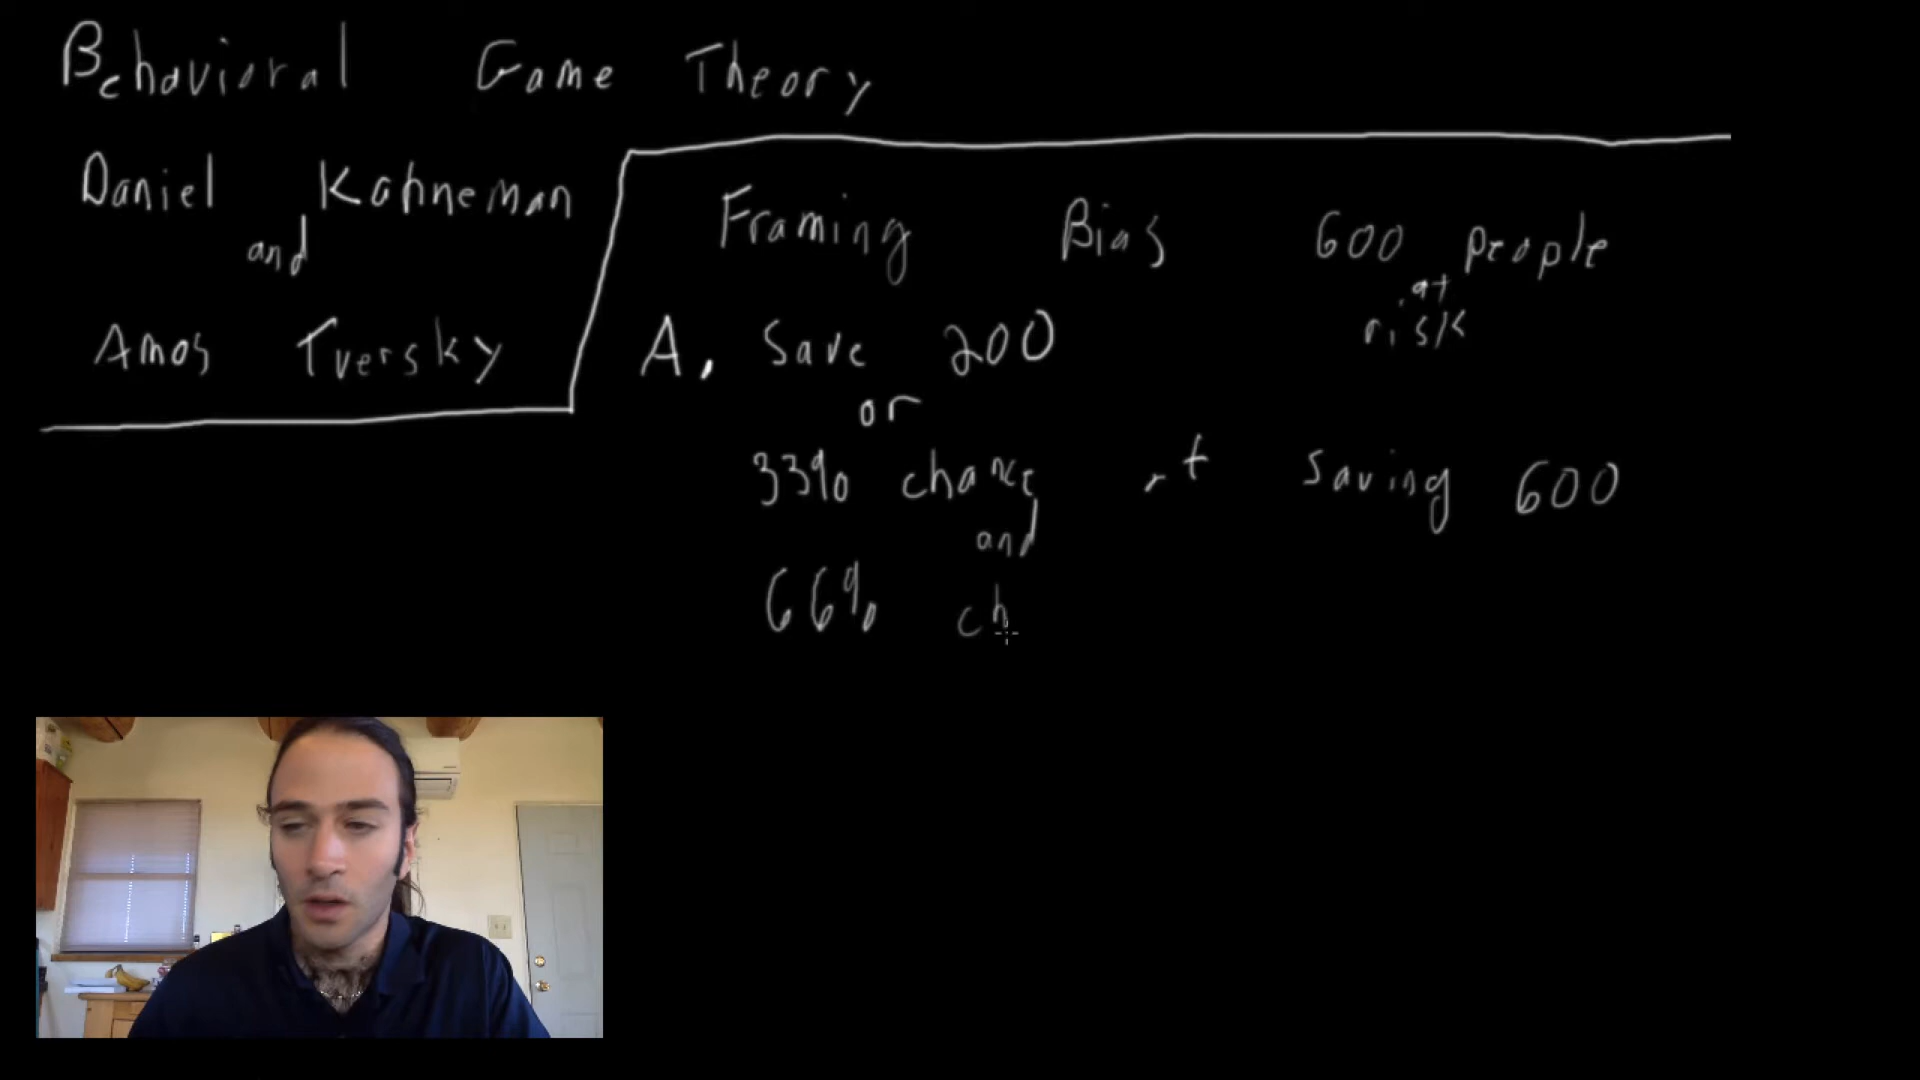 Behavioral Game Theory
Daniel Kahneman
and
Amos Tversky
Framing Bias 600 people
at
risk
A. Save 200
or
33% chance saving 600
and
66% ch